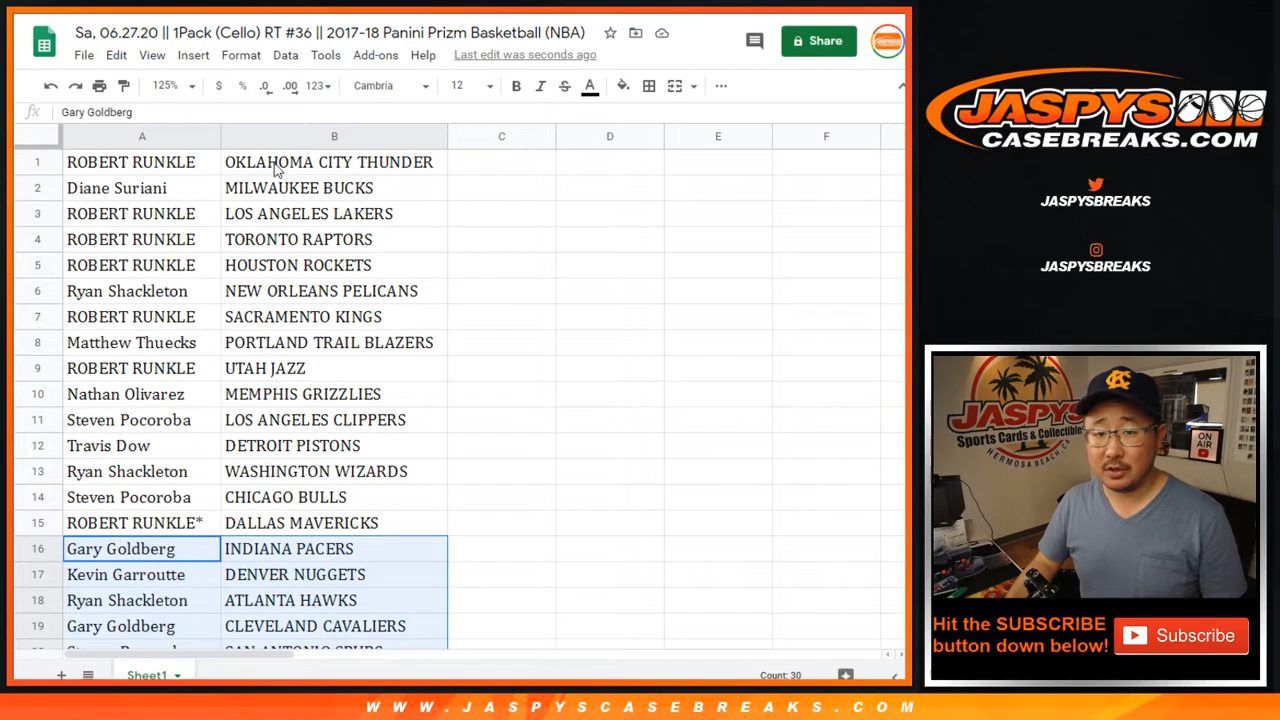 Sa, 06.27.20 || 1Pack (Cello) RT #36 || 2017-18 Panini Prizm Basketball (NBA)
File Edit View Insert Format Data Tools Add-ons Help Last edit was seconds ago
Share
125% $ % .0 .00 123 Cambria 12 B I S A
fx Gary Goldberg
A B C D E F
1 ROBERT RUNKLE OKLAHOMA CITY THUNDER
2 Diane Suriani MILWAUKEE BUCKS
3 ROBERT RUNKLE LOS ANGELES LAKERS
4 ROBERT RUNKLE TORONTO RAPTORS
5 ROBERT RUNKLE HOUSTON ROCKETS
6 Ryan Shackleton NEW ORLEANS PELICANS
7 ROBERT RUNKLE SACRAMENTO KINGS
8 Matthew Thuecks PORTLAND TRAIL BLAZERS
9 ROBERT RUNKLE UTAH JAZZ
10 Nathan Olivarez MEMPHIS GRIZZLIES
11 Steven Pocoroba LOS ANGELES CLIPPERS
12 Travis Dow DETROIT PISTONS
13 Ryan Shackleton WASHINGTON WIZARDS
14 Steven Pocoroba CHICAGO BULLS
15 ROBERT RUNKLE* DALLAS MAVERICKS
16 Gary Goldberg INDIANA PACERS
17 Kevin Garroutte DENVER NUGGETS
18 Ryan Shackleton ATLANTA HAWKS
19 Gary Goldberg CLEVELAND CAVALIERS
Sheet1 Count: 30
JASPYS
CASEBREAKS.COM
JASPYSBREAKS
JASPYSBREAKS
JASPYS
Sports Cards & Collectibles
HERMOSA BEACH, CA
ON
AIR
KC
Hit the SUBSCRIBE
button down below!
Subscribe
WWW.JASPYSCASEBREAKS.COM